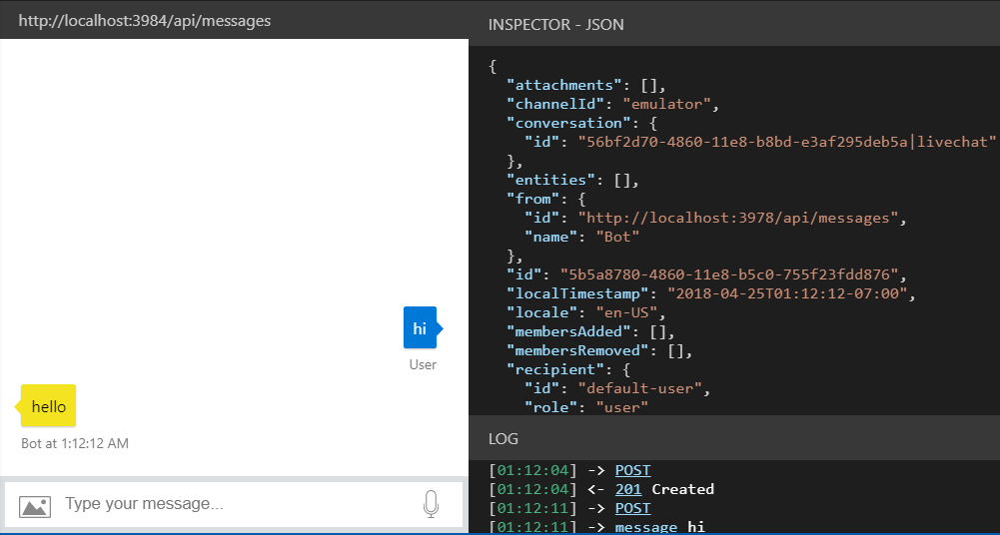 http://localhost:3984/api/messages
hi
User
hello
Bot at 1:12:12 AM
Type your message...
INSPECTOR - JSON
{
"attachments": [],
"channelId": "emulator",
"conversation": {
"id": "56bf2d70-4860-11e8-b8bd-e3af295deb5a|livechat"
},
"entities": [],
"from": {
"id": "http://localhost:3978/api/messages",
"name": "Bot"
},
"id": "5b5a8780-4860-11e8-b5c0-755f23fdd876",
"localTimestamp": "2018-04-25T01:12:12-07:00",
"locale": "en-US",
"membersAdded": [],
"membersRemoved": [],
"recipient": {
"id": "default-user",
"role": "user"
LOG
[01:12:04] -> POST
[01:12:04] <- 201 Created
[01:12:11] -> POST
[01:12:11] -> message hi